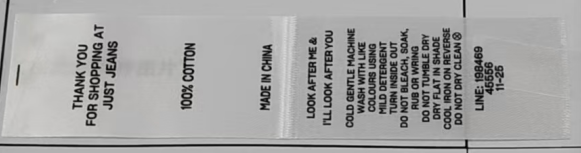 THANK YOU
FOR SHOPPING AT
JUST JEANS
100% COTTON
MADE IN CHINA
LOOK AFTER ME &
I'LL LOOK AFTER YOU
COLD GENTLE MACHINE
WASH WITH LIKE
COLOURS USING
MILD DETERGENT
TURN INSIDE OUT
DO NOT BLEACH, SOAK,
RUB OR WRING
DO NOT TUMBLE DRY
DRY FLAT IN SHADE
COOL IRON ON REVERSE
DO NOT DRY CLEAN
LINE: 198469
45556
11-25